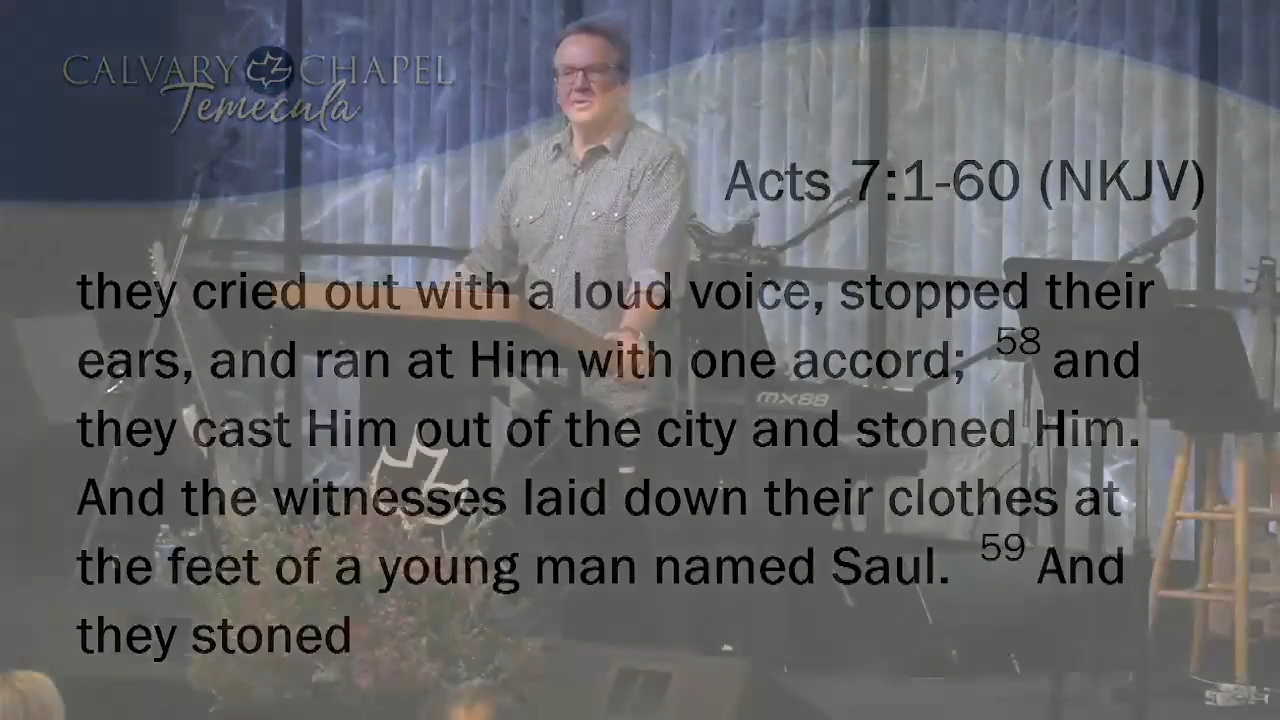 CALVARY CHAPEL
Temecula
Acts 7:1-60 (NKJV)
they cried out with a loud voice, stopped their
ears, and ran at Him with one accord; 58 and
they cast Him out of the city and stoned Him.
And the witnesses laid down their clothes at
the feet of a young man named Saul. 59 And
they stoned
mx88